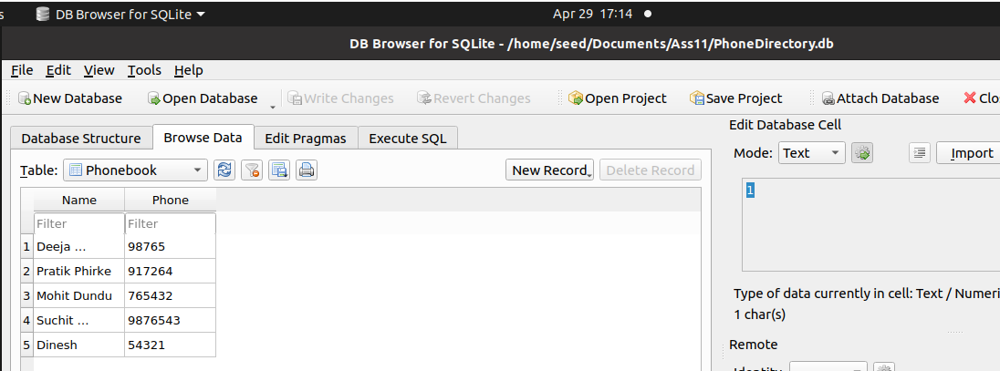 s DB Browser for SQLite Apr 29 17:14
DB Browser for SQLite - /home/seed/Documents/Ass11/PhoneDirectory.db
File Edit View Tools Help
New Database Open Database Write Changes Revert Changes Open Project Save Project Attach Database Clo
Database Structure Browse Data Edit Pragmas Execute SQL
Table: Phonebook New Record Delete Record
Name Phone
Filter Filter
1 Deeja ... 98765
2 Pratik Phirke 917264
3 Mohit Dundu 765432
4 Suchit ... 9876543
5 Dinesh 54321
Edit Database Cell
Mode: Text Import
1
Type of data currently in cell: Text / Numeri
1 char(s)
Remote
Identity